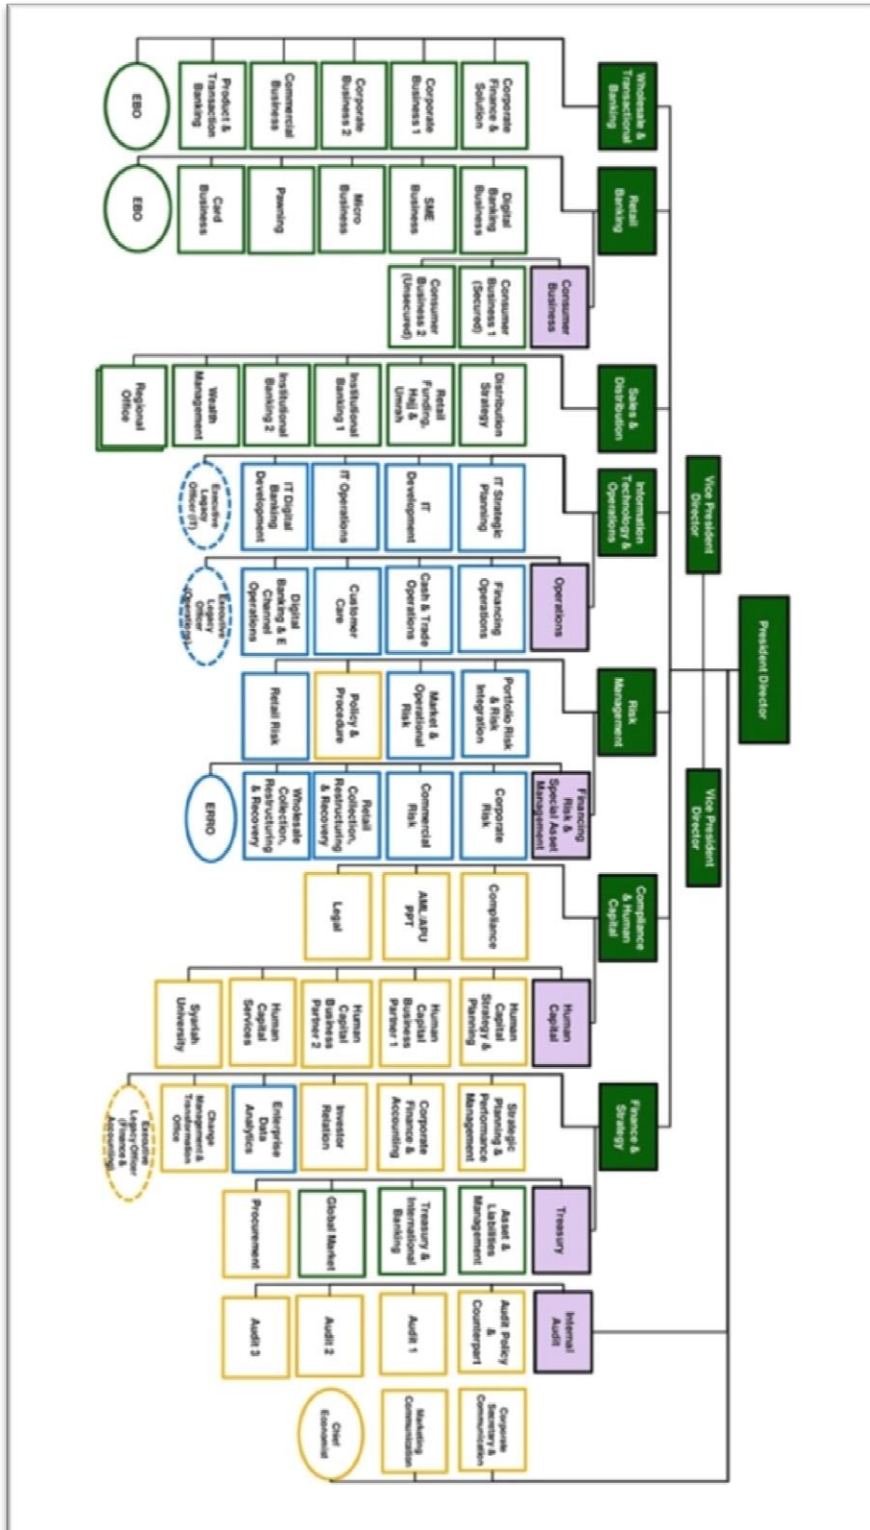 President Director
Vice President
Director
Vice President
Director
Wholesale &
Transactional
Banking
Corporate
Finance &
Solution
Corporate
Business 1
Corporate
Business 2
Commercial
Business
Product &
Transaction
Banking
EBO
Retail
Banking
Digital
Banking
Business
SME
Business
Micro
Business
Pawning
Card
Business
EBO
Consumer
Business
Consumer
Business 1
(Secured)
Consumer
Business 2
(Unsecured)
Sales &
Distribution
Distribution
Strategy
Retail
Funding,
Hajj &
Umrah
Institutional
Banking 1
Institutional
Banking 2
Wealth
Management
Regional
Office
Information
Technology &
Operations
IT Strategic
Planning
IT
Development
IT Operations
IT Digital
Banking
Development
Executive
Legacy
Officer (IT)
Operations
Financing
Operations
Cash & Trade
Operations
Customer
Care
Digital
Banking & E
Channel
Operations
Executive
Legacy
Officer
(Operations)
Risk
Management
Portfolio Risk
& Risk
Integration
Market &
Operational
Risk
Policy &
Procedure
Retail Risk
Financing
Risk &
Special Asset
Management
Corporate
Risk
Commercial
Risk
Retail
Collection,
Restructuring
& Recovery
Wholesale
Collection,
Restructuring
& Recovery
ERRO
Compliance
& Human
Capital
Compliance
AML/APU
PPT
Legal
Human
Capital
Human
Capital
Strategy &
Planning
Human
Capital
Business
Partner 1
Human
Capital
Business
Partner 2
Human
Capital
Services
Syariah
University
Finance &
Strategy
Strategic
Planning &
Performance
Management
Corporate
Finance &
Accounting
Investor
Relation
Enterprise
Data
Analytics
Change
Management &
Transformation
Office
Executive
Legacy Officer
(Finance &
Accounting)
Treasury
Asset &
Liabilities
Management
Treasury &
International
Banking
Global Market
Procurement
Internal
Audit
Audit Policy
&
Counterpart
Audit 1
Audit 2
Audit 3
Corporate
Secretary &
Communication
Marketing
Communication
Chief
Economist